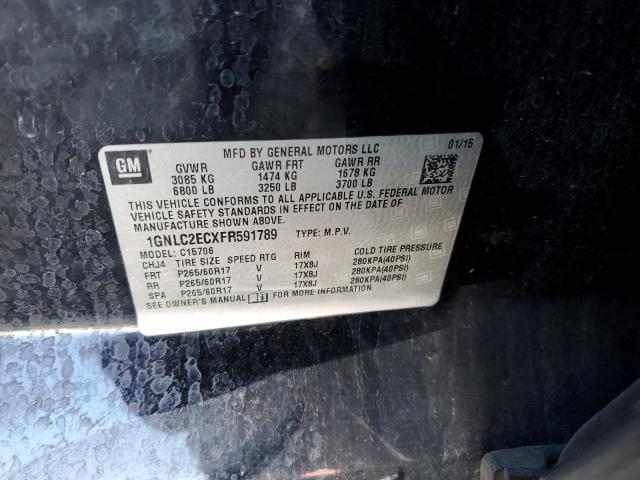 GM
MFD BY GENERAL MOTORS LLC 01/15
GVWR GAWR FRT GAWR RR
3085 KG 1474 KG 1678 KG
6800 LB 3250 LB 3700 LB
THIS VEHICLE CONFORMS TO ALL APPLICABLE U.S. FEDERAL MOTOR
VEHICLE SAFETY STANDARDS IN EFFECT ON THE DATE OF
MANUFACTURE SHOWN ABOVE.
1GNLC2ECXFR591789 TYPE: M.P.V.
MODEL: C15706
CHJ4 TIRE SIZE SPEED RTG RIM COLD TIRE PRESSURE
FRT P265/60R17 V 17X8J 280KPA(40PSI)
RR P265/60R17 V 17X8J 280KPA(40PSI)
SPA P265/60R17 V 17X8J 280KPA(40PSI)
SEE OWNER'S MANUAL FOR MORE INFORMATION.